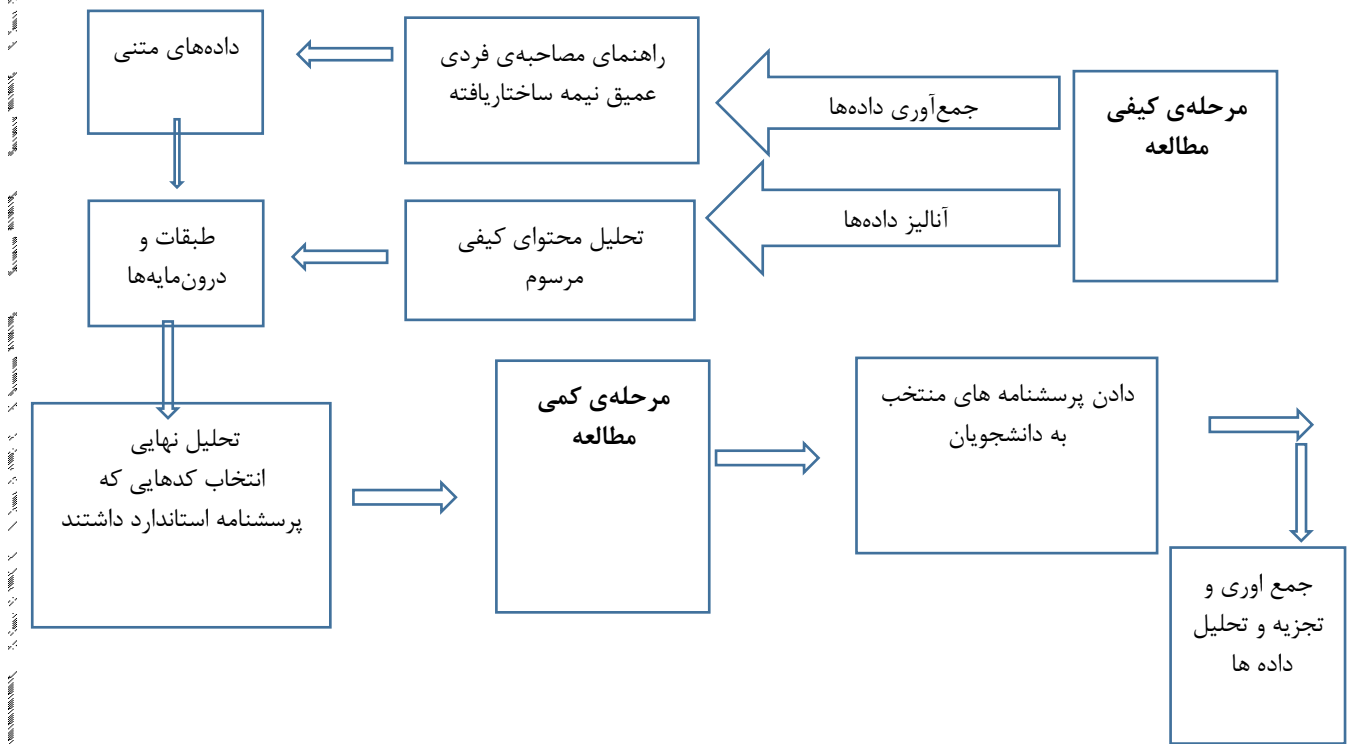 مرحله‌ی کیفی
مطالعه
جمع‌آوری داده‌ها
راهنمای مصاحبه‌ی فردی
عمیق نیمه ساختاریافته
داده‌های متنی
آنالیز داده‌ها
تحلیل محتوای کیفی
مرسوم
طبقات و
درون‌مایه‌ها
تحلیل نهایی
انتخاب کدهایی که
پرسشنامه استاندارد داشتند
مرحله‌ی کمی
مطالعه
دادن پرسشنامه های منتخب
به دانشجویان
جمع اوری و
تجزیه و تحلیل
داده ها